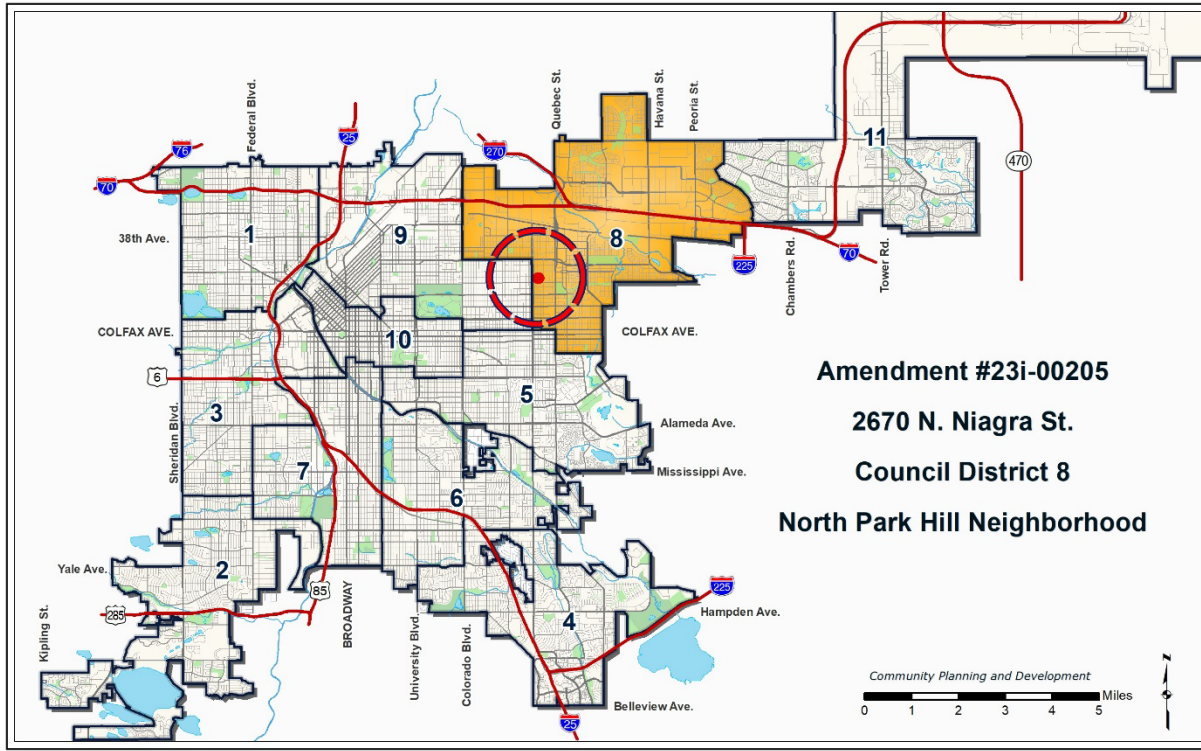 Federal Blvd.
25
76
70
270
Quebec St.
Havana St.
Peoria St.
11
470
38th Ave.
1
9
8
225
70
Chambers Rd.
Tower Rd.
COLFAX AVE.
10
COLFAX AVE.
6
3
5
Sheridan Blvd.
Alameda Ave.
7
Mississippi Ave.
6
Amendment #23i-00205
2670 N. Niagra St.
Council District 8
North Park Hill Neighborhood
Yale Ave.
2
85
285
Kipling St.
BROADWAY
University Blvd.
Colorado Blvd.
4
225
Hampden Ave.
25
Belleview Ave.
Community Planning and Development
Miles
0 1 2 3 4 5
N